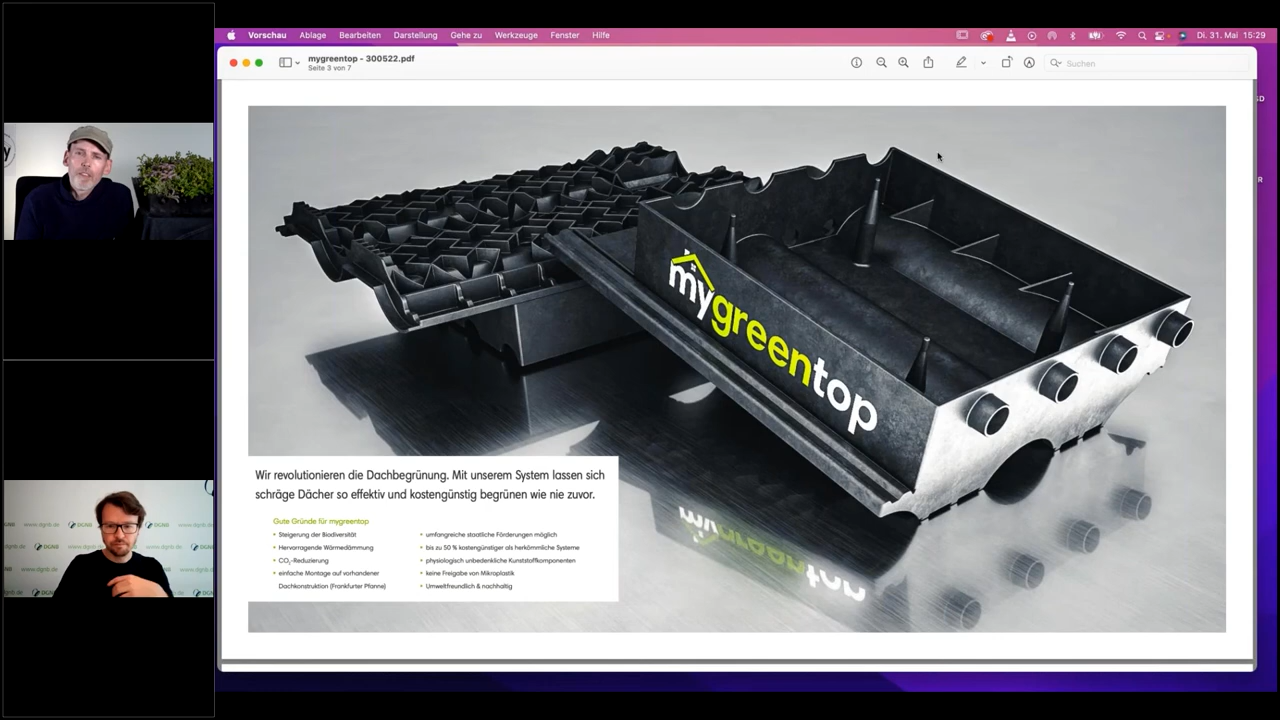 Vorschau Ablage Bearbeiten Darstellung Gehe zu Werkzeuge Fenster Hilfe
Di. 31. Mai 15:29
mygreentop - 300522.pdf
Seite 3 von 7
Suchen
mygreentop
Wir revolutionieren die Dachbegrünung. Mit unserem System lassen sich
schräge Dächer so effektiv und kostengünstig begrünen wie nie zuvor.
Gute Gründe für mygreentop
• Steigerung der Biodiversität
• Hervorragende Wärmedämmung
• CO₂-Reduzierung
• einfache Montage auf vorhandener
Dachkonstruktion (Frankfurter Pfanne)
• umfangreiche staatliche Förderungen möglich
• bis zu 50 % kostengünstiger als herkömmliche Systeme
• physiologisch unbedenkliche Kunststoffkomponenten
• keine Freigabe von Mikroplastik
• Umweltfreundlich & nachhaltig
www.dgnb.de
DGNB